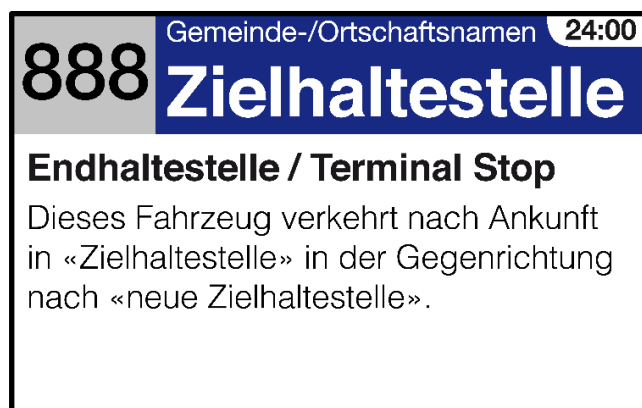 888
Gemeinde-/Ortschaftsnamen 24:00
Zielhaltestelle
Endhaltestelle / Terminal Stop
Dieses Fahrzeug verkehrt nach Ankunft
in «Zielhaltestelle» in der Gegenrichtung
nach «neue Zielhaltestelle».